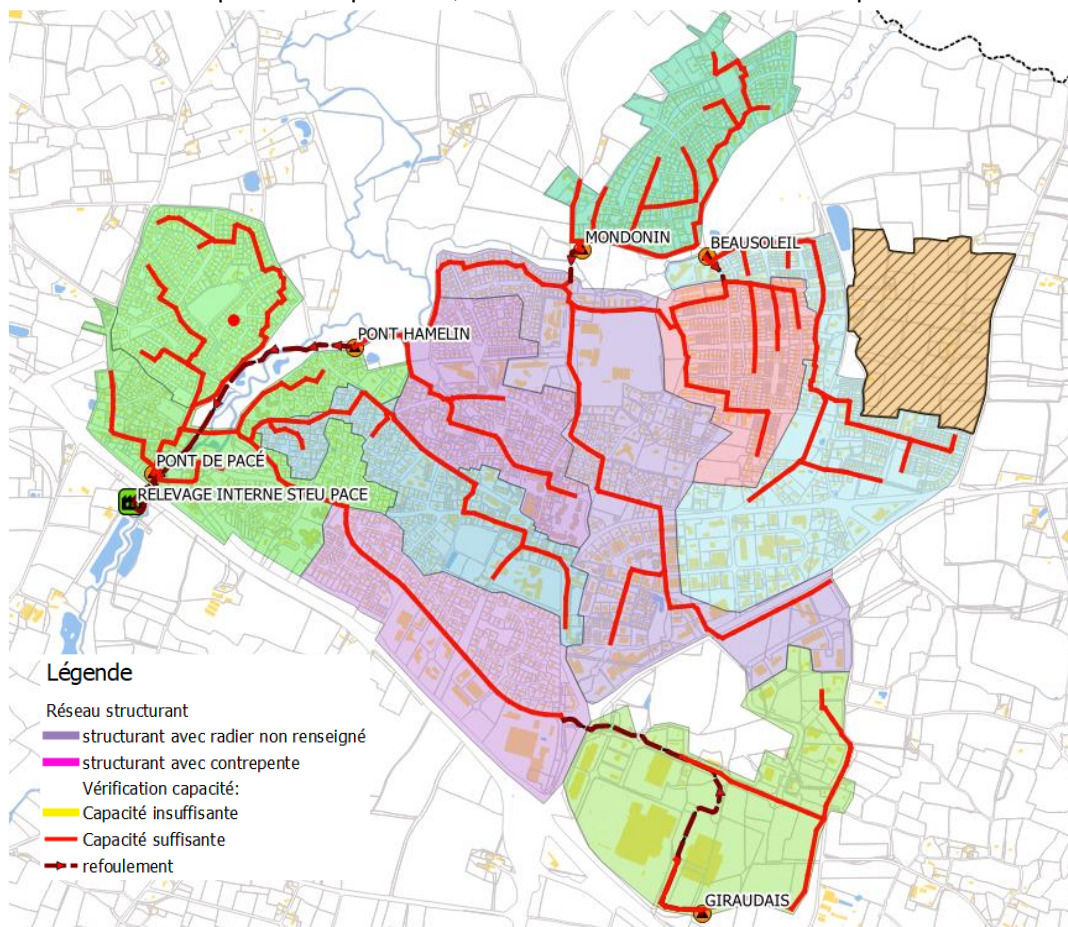 MONDONIN
BEAUSOLEIL
PONT HAMELIN
PONT DE PACÉ
RELEVAGE INTERNE STEU PACE
GIRAUDAIS
Légende
Réseau structurant
structurant avec radier non renseigné
structurant avec contrepente
Vérification capacité:
Capacité insuffisante
Capacité suffisante
refoulement